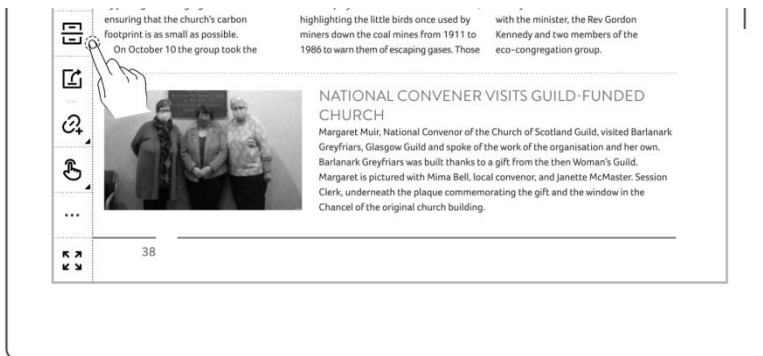 ensuring that the church's carbon
footprint is as small as possible.
On October 10 the group took the
highlighting the little birds once used by
miners down the coal mines from 1911 to
1986 to warn them of escaping gases. Those
with the minister, the Rev Gordon
Kennedy and two members of the
eco-congregation group.
NATIONAL CONVENER VISITS GUILD-FUNDED
CHURCH
Margaret Muir, National Convenor of the Church of Scotland Guild, visited Barlanark
Greyfriars, Glasgow Guild and spoke of the work of the organisation and her own.
Barlanark Greyfriars was built thanks to a gift from the then Woman's Guild.
Margaret is pictured with Mima Bell, local convenor, and Janette McMaster. Session
Clerk, underneath the plaque commemorating the gift and the window in the
Chancel of the original church building.
38